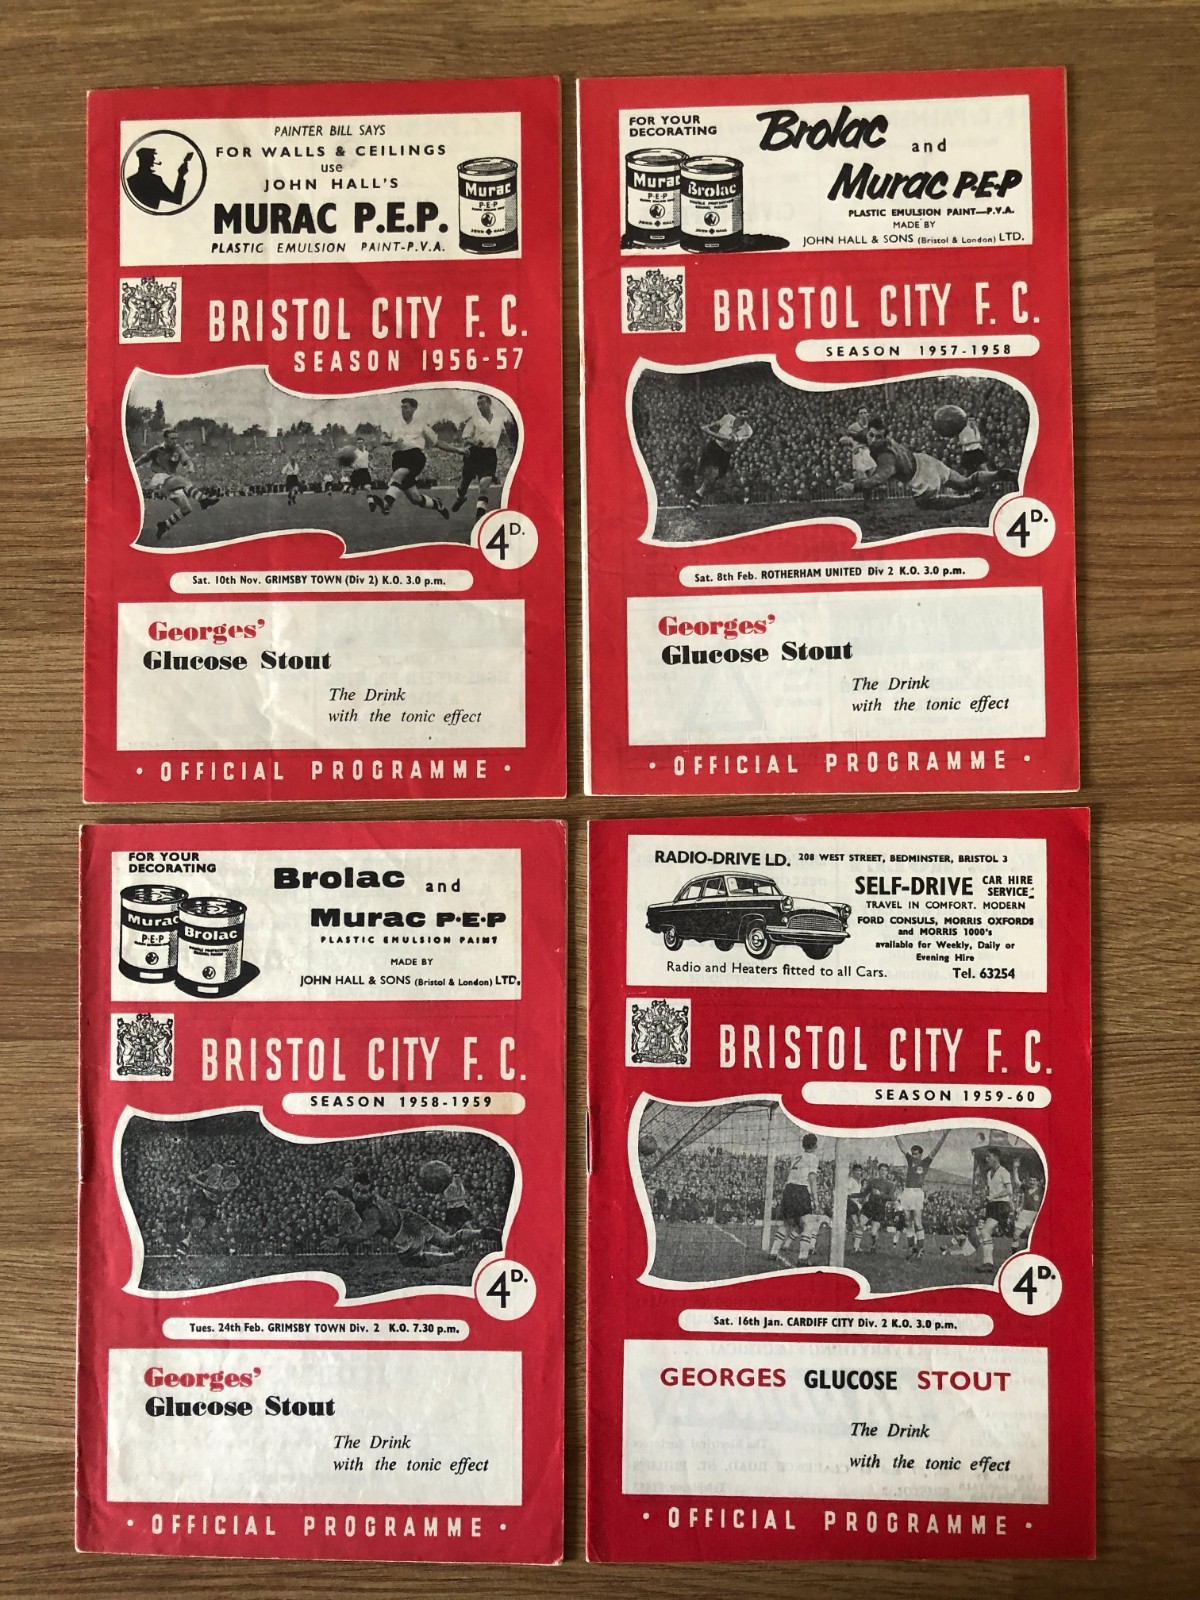 PAINTER BILL SAYS
FOR WALLS & CEILINGS
use
JOHN HALL'S
MURAC P.E.P.
PLASTIC EMULSION PAINT-P.V.A.
Murac
P·E·P
JOHN HALL
BRISTOL CITY F. C.
SEASON 1956-57
4D.
Sat. 10th Nov. GRIMSBY TOWN (Div 2) K.O. 3.0 p.m.
Georges'
Glucose Stout
The Drink
with the tonic effect
· OFFICIAL PROGRAMME ·
FOR YOUR
DECORATING
Brolac and
Murac P·E·P
PLASTIC EMULSION PAINT—P.V.A.
MADE BY
JOHN HALL & SONS (Bristol & London) LTD.
Murac
P·E·P
Brolac
BRISTOL CITY F. C.
SEASON 1957-1958
4D.
Sat. 8th Feb. ROTHERHAM UNITED Div 2 K.O. 3.0 p.m.
Georges'
Glucose Stout
The Drink
with the tonic effect
· OFFICIAL PROGRAMME ·
FOR YOUR
DECORATING
Brolac and
Murac P·E·P
PLASTIC EMULSION PAINT
MADE BY
JOHN HALL & SONS (Bristol & London) LTD.
Murac
P·E·P
Brolac
BRISTOL CITY F. C.
SEASON 1958-1959
4D.
Tues. 24th Feb. GRIMSBY TOWN Div. 2 K.O. 7.30 p.m.
Georges'
Glucose Stout
The Drink
with the tonic effect
· OFFICIAL PROGRAMME ·
RADIO-DRIVE LD. 208 WEST STREET, BEDMINSTER, BRISTOL 3
SELF-DRIVE CAR HIRE SERVICE
TRAVEL IN COMFORT. MODERN
FORD CONSULS, MORRIS OXFORDS
and MORRIS 1000's
available for Weekly, Daily or
Evening Hire
Radio and Heaters fitted to all Cars. Tel. 63254
BRISTOL CITY F. C.
SEASON 1959-60
2
4D.
Sat. 16th Jan. CARDIFF CITY Div. 2 K.O. 3.0 p.m.
GEORGES GLUCOSE STOUT
The Drink
with the tonic effect
· OFFICIAL PROGRAMME ·